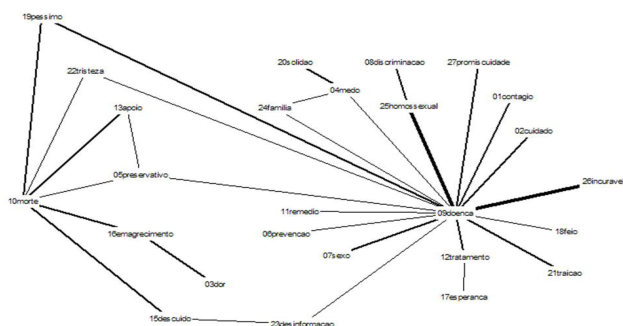 19pessimo
20solidao
08discriminacao
27promiscuidade
22tristeza
04medo
13apoio
24familia
25homossexual
01contagio
02cuidado
05preservativo
26incuravel
10morte
11remedio
09doenca
16emagrecimento
06prevencao
18feio
07sexo
12tratamento
21traicao
03dor
17esperanca
15descuido
23desinformacao